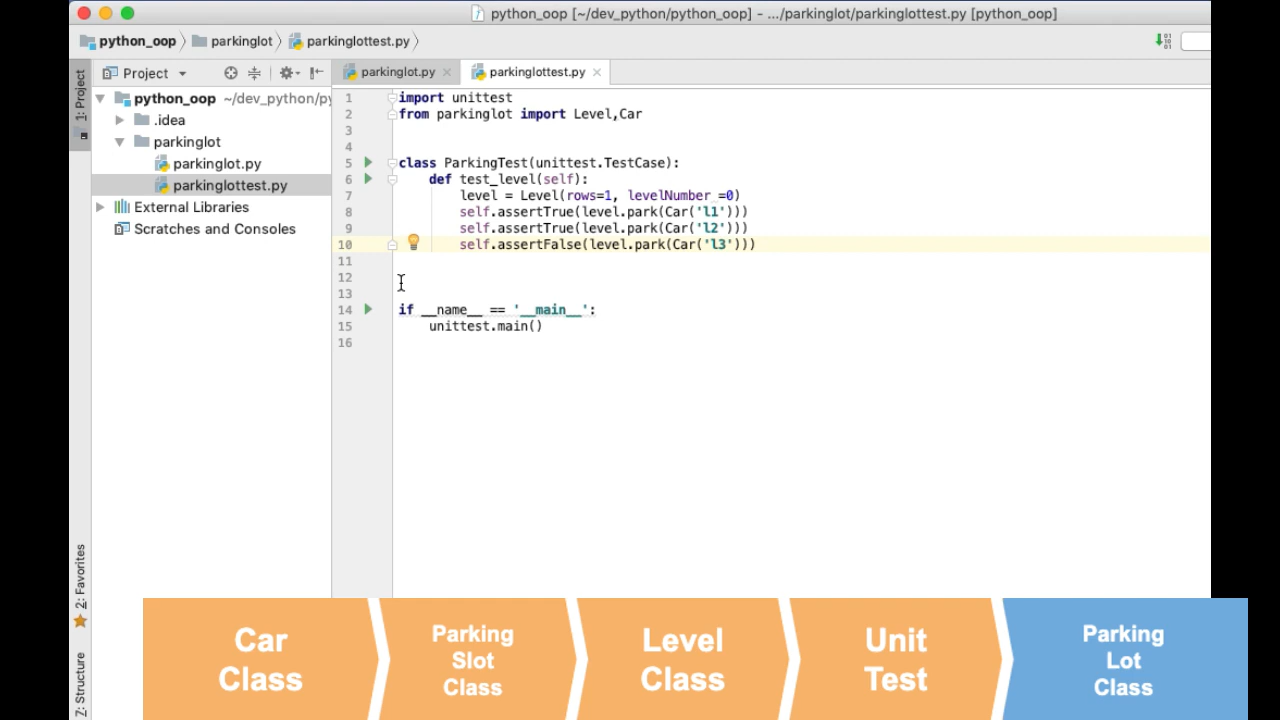 python_oop [~/dev_python/python_oop] – .../parkinglot/parkinglottest.py [python_oop]
python_oop parkinglot parkinglottest.py
Project parkinglot.py parkinglottest.py
1: Project
python_oop ~/dev_python/py
.idea
parkinglot
parkinglot.py
parkinglottest.py
External Libraries
Scratches and Consoles
2: Favorites
Z: Structure
1 import unittest
2 from parkinglot import Level,Car
3
4
5 class ParkingTest(unittest.TestCase):
6 def test_level(self):
7 level = Level(rows=1, levelNumber =0)
8 self.assertTrue(level.park(Car('l1')))
9 self.assertTrue(level.park(Car('l2')))
10 self.assertFalse(level.park(Car('l3')))
11
12
13
14 if __name__ == '__main__':
15 unittest.main()
16
Car
Class
Parking
Slot
Class
Level
Class
Unit
Test
Parking
Lot
Class